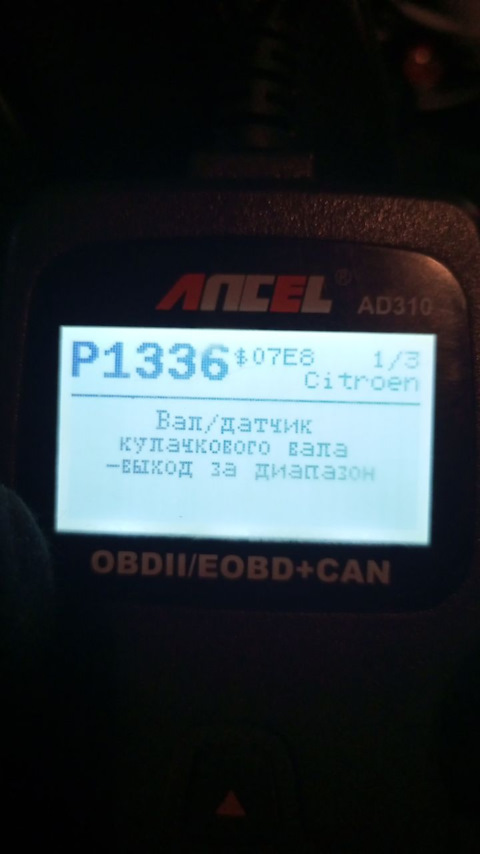 ANCEL®
AD310
P1336 $07E8 1/3
Citroen
Вал/датчик
кулачкового вала
-выход за диапазон
OBDII/EOBD+CAN